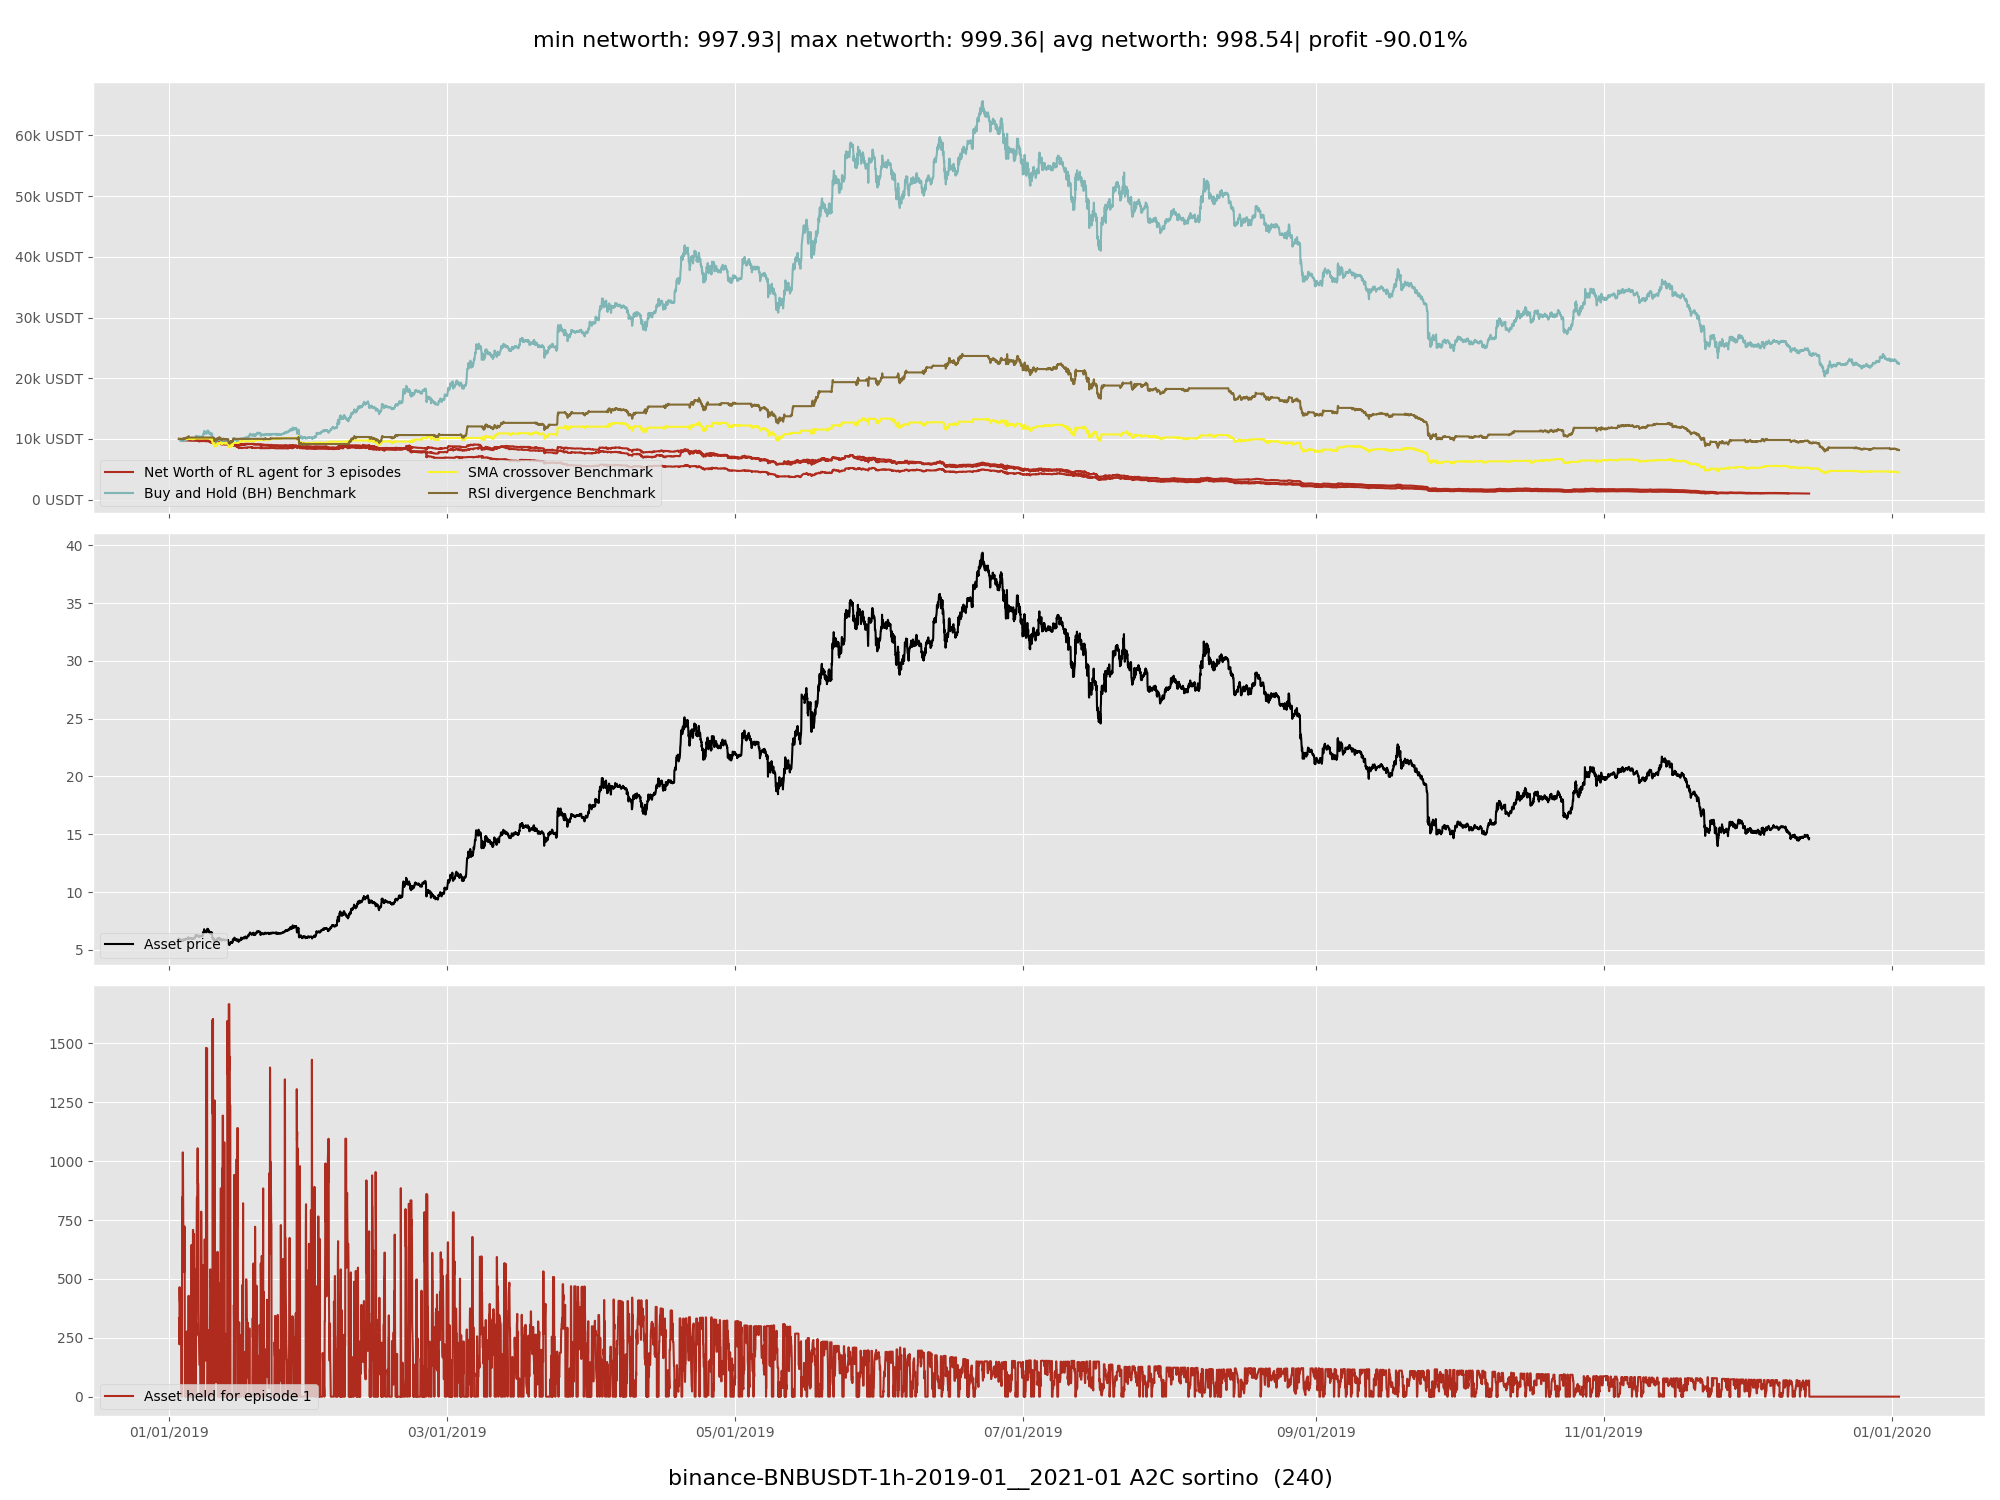 min networth: 997.93| max networth: 999.36| avg networth: 998.54| profit -90.01%
60k USDT
50k USDT
40k USDT
30k USDT
20k USDT
10k USDT
0 USDT
Net Worth of RL agent for 3 episodes
Buy and Hold (BH) Benchmark
SMA crossover Benchmark
RSI divergence Benchmark
40
35
30
25
20
15
10
5
Asset price
1500
1250
1000
750
500
250
0
Asset held for episode 1
01/01/2019 03/01/2019 05/01/2019 07/01/2019 09/01/2019 11/01/2019 01/01/2020
binance-BNBUSDT-1h-2019-01__2021-01 A2C sortino (240)